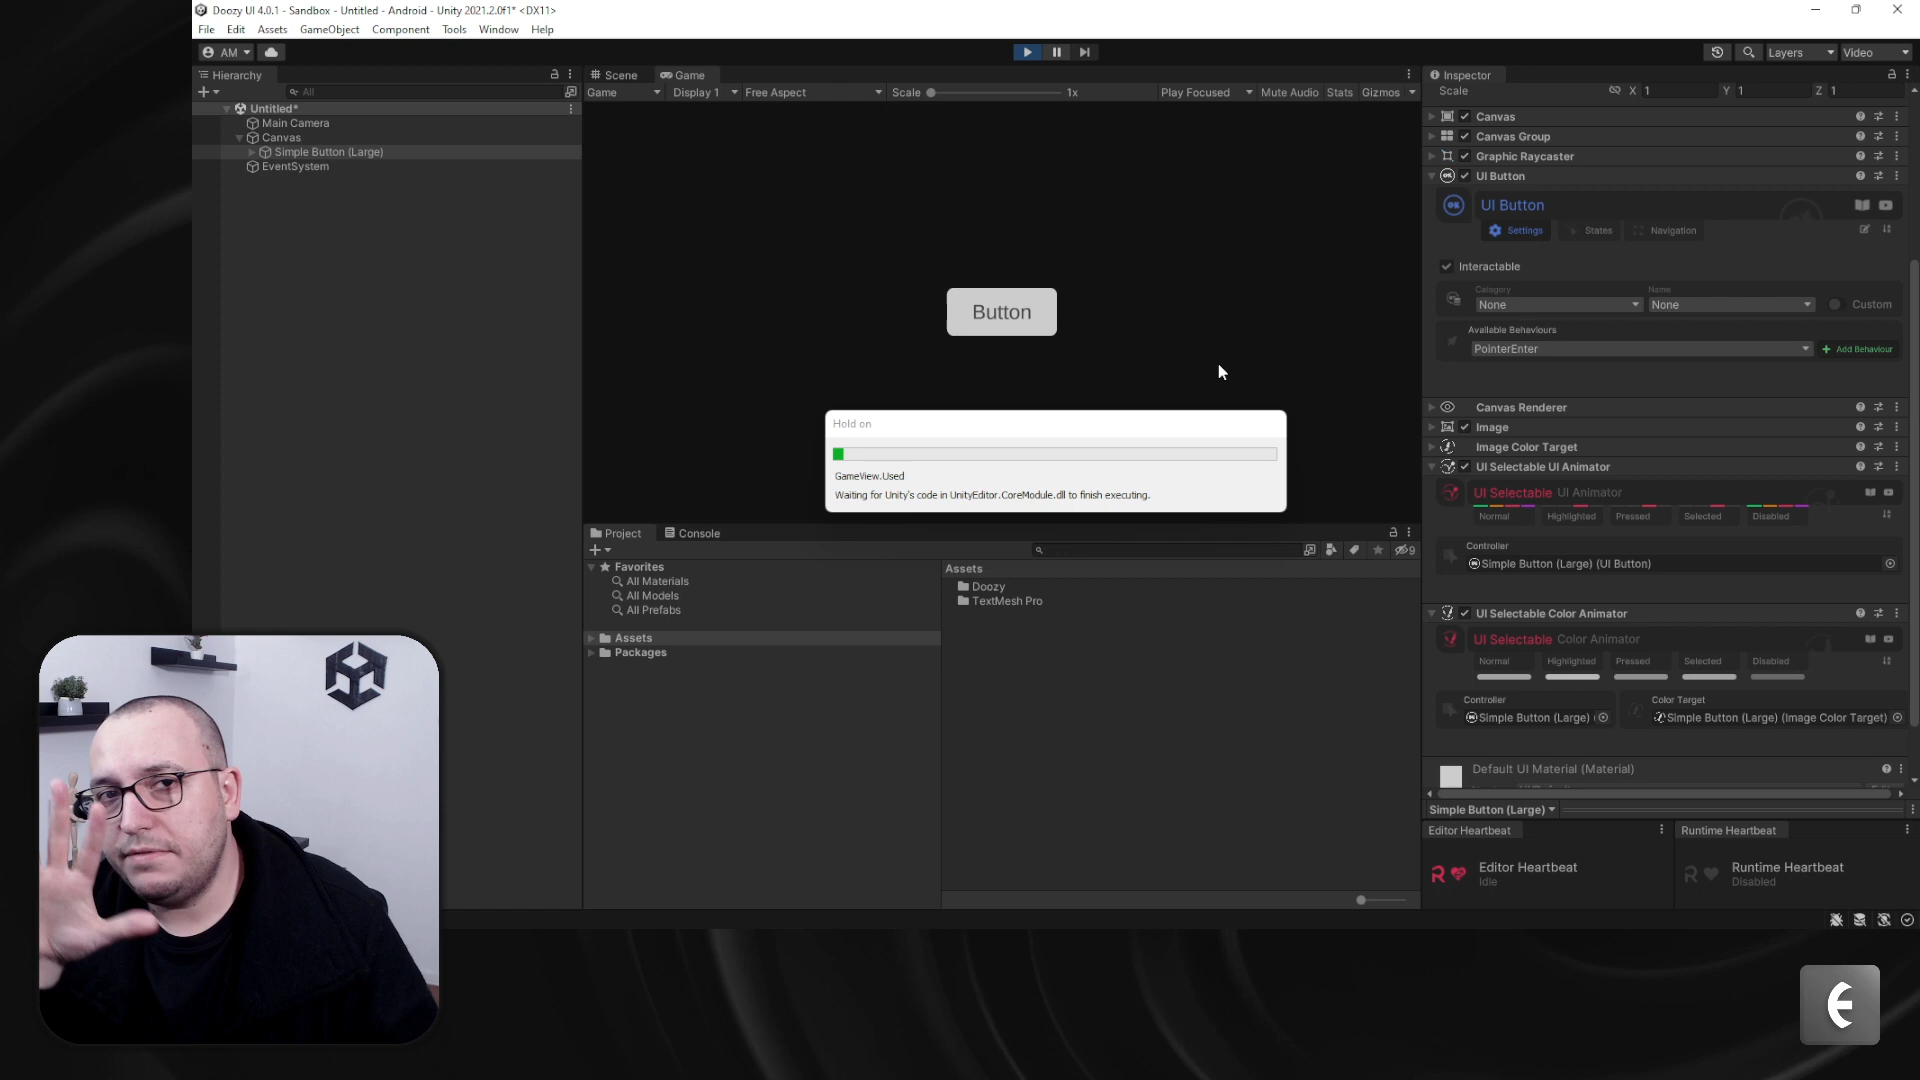 Doozy UI 4.0.1 - Sandbox - Untitled - Android - Unity 2021.2.0f1* <DX11>
File Edit Assets GameObject Component Tools Window Help
AM
Layers
Video
Hierarchy
All
Untitled*
Main Camera
Canvas
Simple Button (Large)
EventSystem
Scene
Game
Game Display 1 Free Aspect Scale 1x Play Focused Mute Audio Stats Gizmos
Button
Hold on
GameView.Used
Waiting for Unity's code in UnityEditor.CoreModule.dll to finish executing.
Project
Console
9
Favorites
All Materials
All Models
All Prefabs
Assets
Packages
Assets
Doozy
TextMesh Pro
Inspector
Scale X 1 Y 1 Z 1
Canvas
Canvas Group
Graphic Raycaster
UI Button
UI Button
Settings States Navigation
Interactable
Category Name
None None Custom
Available Behaviours
PointerEnter Add Behaviour
Canvas Renderer
Image
Image Color Target
UI Selectable UI Animator
UI Selectable UI Animator
Normal Highlighted Pressed Selected Disabled
Controller
Simple Button (Large) (UI Button)
UI Selectable Color Animator
UI Selectable Color Animator
Normal Highlighted Pressed Selected Disabled
Controller Color Target
Simple Button (Large) ( Simple Button (Large) (Image Color Target)
Default UI Material (Material)
Simple Button (Large)
Editor Heartbeat Runtime Heartbeat
Editor Heartbeat
Idle
Runtime Heartbeat
Disabled